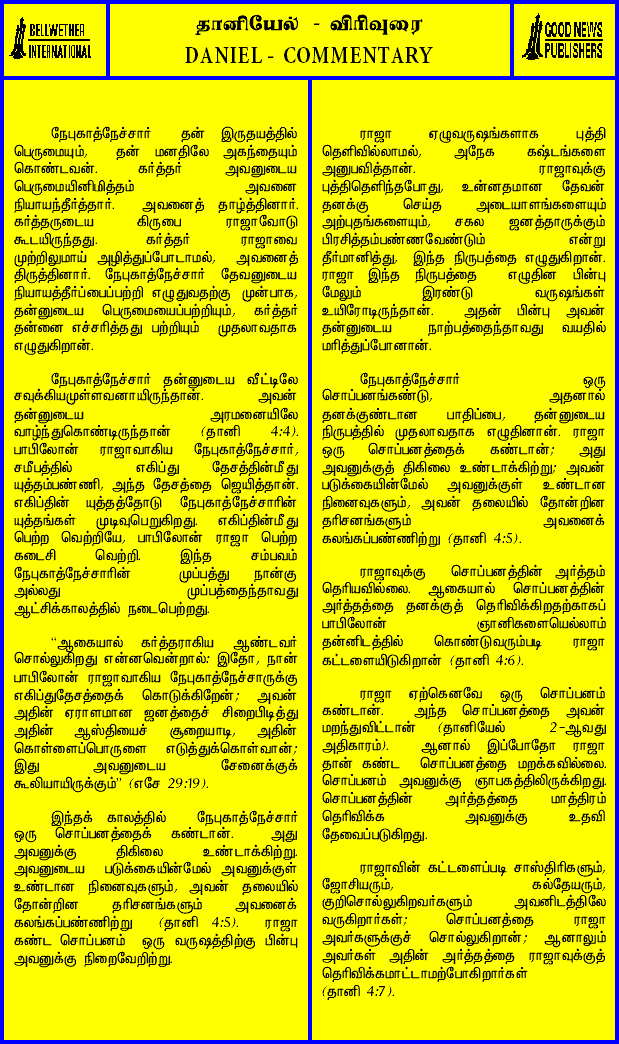 BELLWETHER
INTERNATIONAL
தானியேல் - விரிவுரை
DANIEL - COMMENTARY
GOOD NEWS
PUBLISHERS
நேபுகாத்நேச்சார் தன் இருதயத்தில்
பெருமையும், தன் மனதிலே அகந்தையும்
கொண்டவன். கர்த்தர் அவனுடைய
பெருமையினிமித்தம் அவனை
நியாயந்தீர்த்தார். அவனைத் தாழ்த்தினார்.
கர்த்தருடைய கிருபை ராஜாவோடு
கூடயிருந்தது. கர்த்தர் ராஜாவை
முற்றிலுமாய் அழித்துப்போடாமல், அவனைத்
திருத்தினார். நேபுகாத்நேச்சார் தேவனுடைய
நியாயத்தீர்ப்பைப்பற்றி எழுதுவதற்கு முன்பாக,
தன்னுடைய பெருமையைப்பற்றியும், கர்த்தர்
தன்னை எச்சரித்தது பற்றியும் முதலாவதாக
எழுதுகிறான்.
நேபுகாத்நேச்சார் தன்னுடைய வீட்டிலே
சவுக்கியமுள்ளவனாயிருந்தான். அவன்
தன்னுடைய அரமனையிலே
வாழ்ந்துகொண்டிருந்தான் (தானி 4:4).
பாபிலோன் ராஜாவாகிய நேபுகாத்நேச்சார்,
சமீபத்தில் எகிப்து தேசத்தின்மீது
யுத்தம்பண்ணி, அந்த தேசத்தை ஜெயித்தான்.
எகிப்தின் யுத்தத்தோடு நேபுகாத்நேச்சாரின்
யுத்தங்கள் முடிவுபெறுகிறது. எகிப்தின்மீது
பெற்ற வெற்றியே, பாபிலோன் ராஜா பெற்ற
கடைசி வெற்றி. இந்த சம்பவம்
நேபுகாத்நேச்சாரின் முப்பத்து நான்கு
அல்லது முப்பத்தைந்தாவது
ஆட்சிக்காலத்தில் நடைபெற்றது.
“ஆகையால் கர்த்தராகிய ஆண்டவர்
சொல்லுகிறது என்னவென்றால்: இதோ, நான்
பாபிலோன் ராஜாவாகிய நேபுகாத்நேச்சாருக்கு
எகிப்துதேசத்தைக் கொடுக்கிறேன்; அவன்
அதின் ஏராளமான ஜனத்தைச் சிறைபிடித்து
அதின் ஆஸ்தியைச் சூறையாடி, அதின்
கொள்ளைப்பொருளை எடுத்துக்கொள்வான்;
இது அவனுடைய சேனைக்குக்
கூலியாயிருக்கும்” (எசே 29:19).
இந்தக் காலத்தில் நேபுகாத்நேச்சார்
ஒரு சொப்பனத்தைக் கண்டான். அது
அவனுக்கு திகிலை உண்டாக்கிற்று.
அவனுடைய படுக்கையின்மேல் அவனுக்குள்
உண்டான நினைவுகளும், அவன் தலையில்
தோன்றின தரிசனங்களும் அவனைக்
கலங்கப்பண்ணிற்று (தானி 4:5). ராஜா
கண்ட சொப்பனம் ஒரு வருஷத்திற்கு பின்பு
அவனுக்கு நிறைவேறிற்று.
ராஜா ஏழுவருஷங்களாக புத்தி
தெளிவில்லாமல், அநேக கஷ்டங்களை
அனுபவித்தான். ராஜாவுக்கு
புத்திதெளிந்தபோது, உன்னதமான தேவன்
தனக்கு செய்த அடையாளங்களையும்
அற்புதங்களையும், சகல ஜனத்தாருக்கும்
பிரசித்தம்பண்ணவேண்டும் என்று
தீர்மானித்து, இந்த நிருபத்தை எழுதுகிறான்.
ராஜா இந்த நிருபத்தை எழுதின பின்பு
மேலும் இரண்டு வருஷங்கள்
உயிரோடிருந்தான். அதன் பின்பு அவன்
தன்னுடைய நாற்பத்தைந்தாவது வயதில்
மரித்துப்போனான்.
நேபுகாத்நேச்சார் ஒரு
சொப்பனங்கண்டு, அதனால்
தனக்குண்டான பாதிப்பை, தன்னுடைய
நிருபத்தில் முதலாவதாக எழுதினான். ராஜா
ஒரு சொப்பனத்தைக் கண்டான்; அது
அவனுக்குத் திகிலை உண்டாக்கிற்று; அவன்
படுக்கையின்மேல் அவனுக்குள் உண்டான
நினைவுகளும், அவன் தலையில் தோன்றின
தரிசனங்களும் அவனைக்
கலங்கப்பண்ணிற்று (தானி 4:5).
ராஜாவுக்கு சொப்பனத்தின் அர்த்தம்
தெரியவில்லை. ஆகையால் சொப்பனத்தின்
அர்த்தத்தை தனக்குத் தெரிவிக்கிறதற்காகப்
பாபிலோன் ஞானிகளையெல்லாம்
தன்னிடத்தில் கொண்டுவரும்படி ராஜா
கட்டளையிடுகிறான் (தானி 4:6).
ராஜா ஏற்கெனவே ஒரு சொப்பனம்
கண்டான். அந்த சொப்பனத்தை அவன்
மறந்துவிட்டான் (தானியேல் 2-ஆவது
அதிகாரம்). ஆனால் இப்போதோ ராஜா
தான் கண்ட சொப்பனத்தை மறக்கவில்லை.
சொப்பனம் அவனுக்கு ஞாபகத்திலிருக்கிறது.
சொப்பனத்தின் அர்த்தத்தை மாத்திரம்
தெரிவிக்க அவனுக்கு உதவி
தேவைப்படுகிறது.
ராஜாவின் கட்டளைப்படி சாஸ்திரிகளும்,
ஜோசியரும், கல்தேயரும்,
குறிசொல்லுகிறவர்களும் அவனிடத்திலே
வருகிறார்கள்; சொப்பனத்தை ராஜா
அவர்களுக்குச் சொல்லுகிறான்; ஆனாலும்
அவர்கள் அதின் அர்த்தத்தை ராஜாவுக்குத்
தெரிவிக்கமாட்டாமற்போகிறார்கள்
(தானி 4:7).